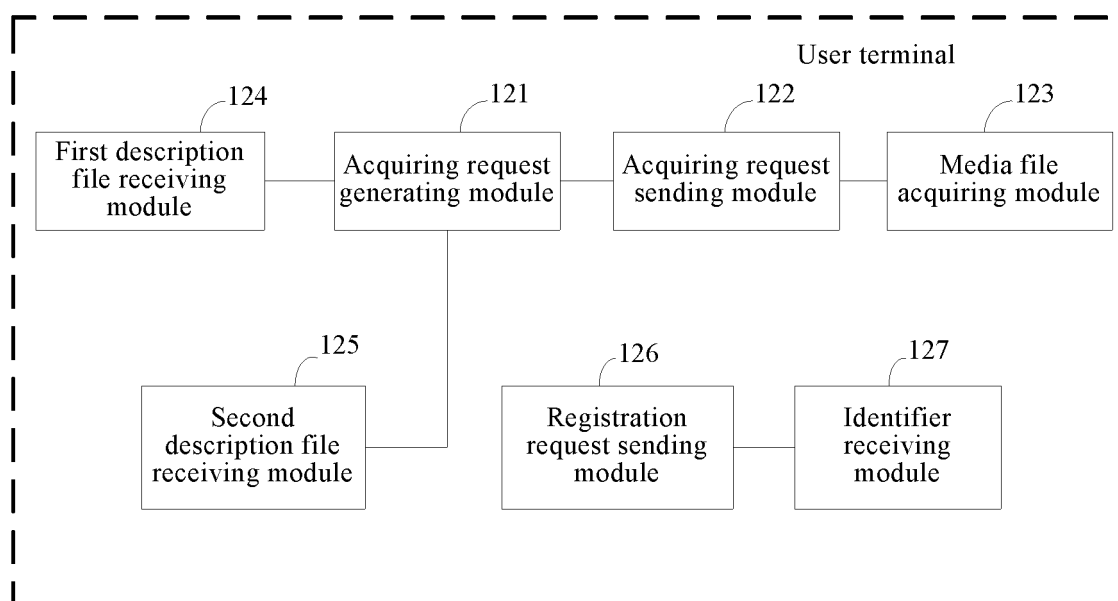 User terminal
124
121
122
123
First description
file receiving
module
Acquiring request
generating module
Acquiring request
sending module
Media file
acquiring module
125
126
127
Second
description file
receiving module
Registration
request sending
module
Identifier
receiving
module